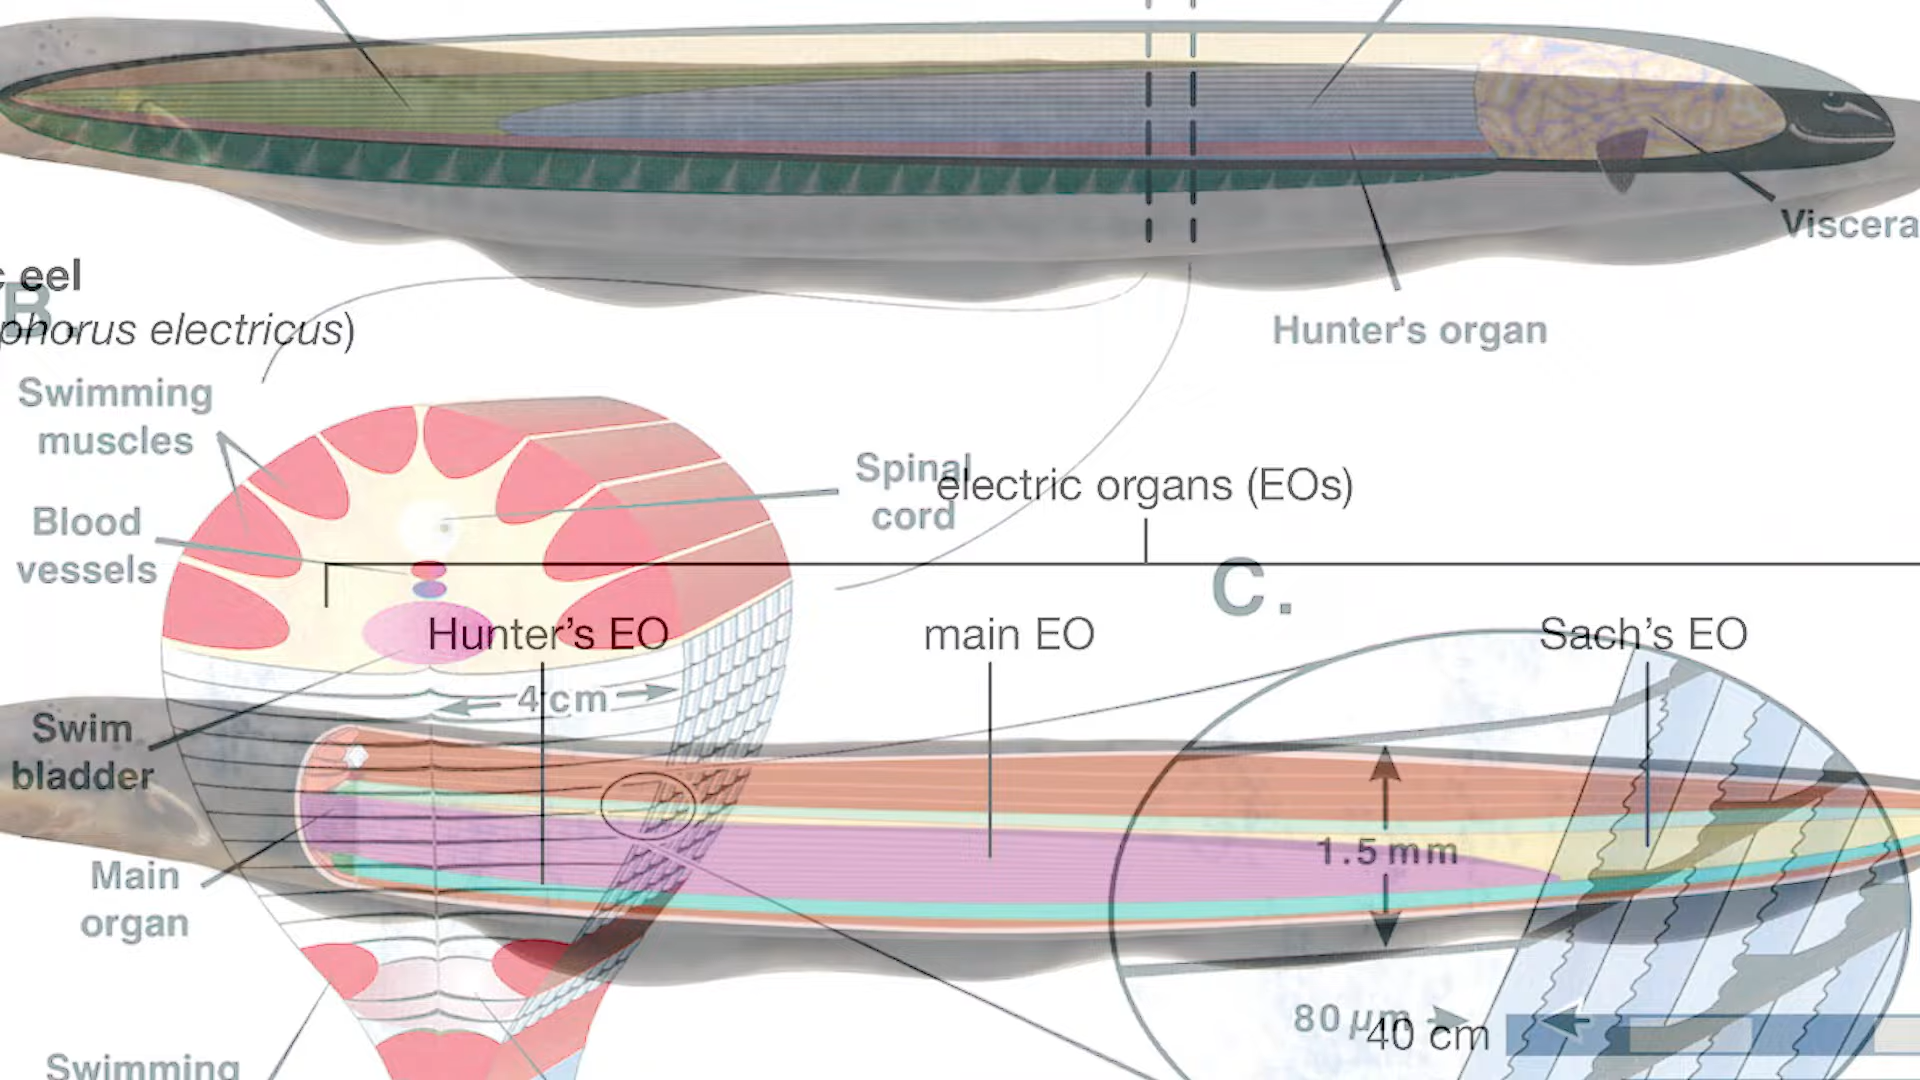 Viscera
eel
B.
phorus electricus)
Hunter's organ
Swimming
muscles
Spinal
cord
electric organs (EOs)
Blood
vessels
C.
Hunter's EO
main EO
Sach's EO
4 cm
Swim
bladder
1.5 mm
Main
organ
80 μm
40 cm
Swimming